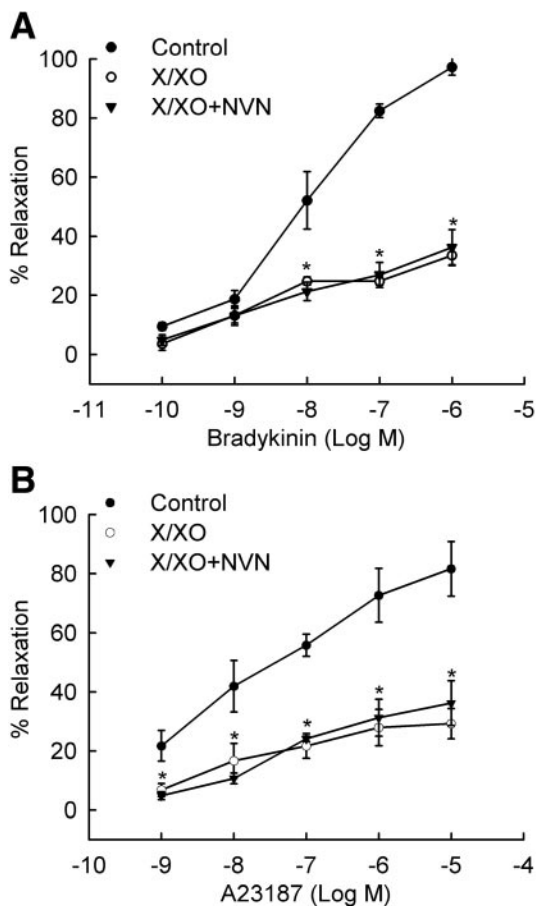 A
Control
X/XO
X/XO+NVN
100
80
60
40
20
0
% Relaxation
* * *
-11 -10 -9 -8 -7 -6 -5
Bradykinin (Log M)
B
Control
X/XO
X/XO+NVN
100
80
60
40
20
0
% Relaxation
* * * * *
-10 -9 -8 -7 -6 -5 -4
A23187 (Log M)